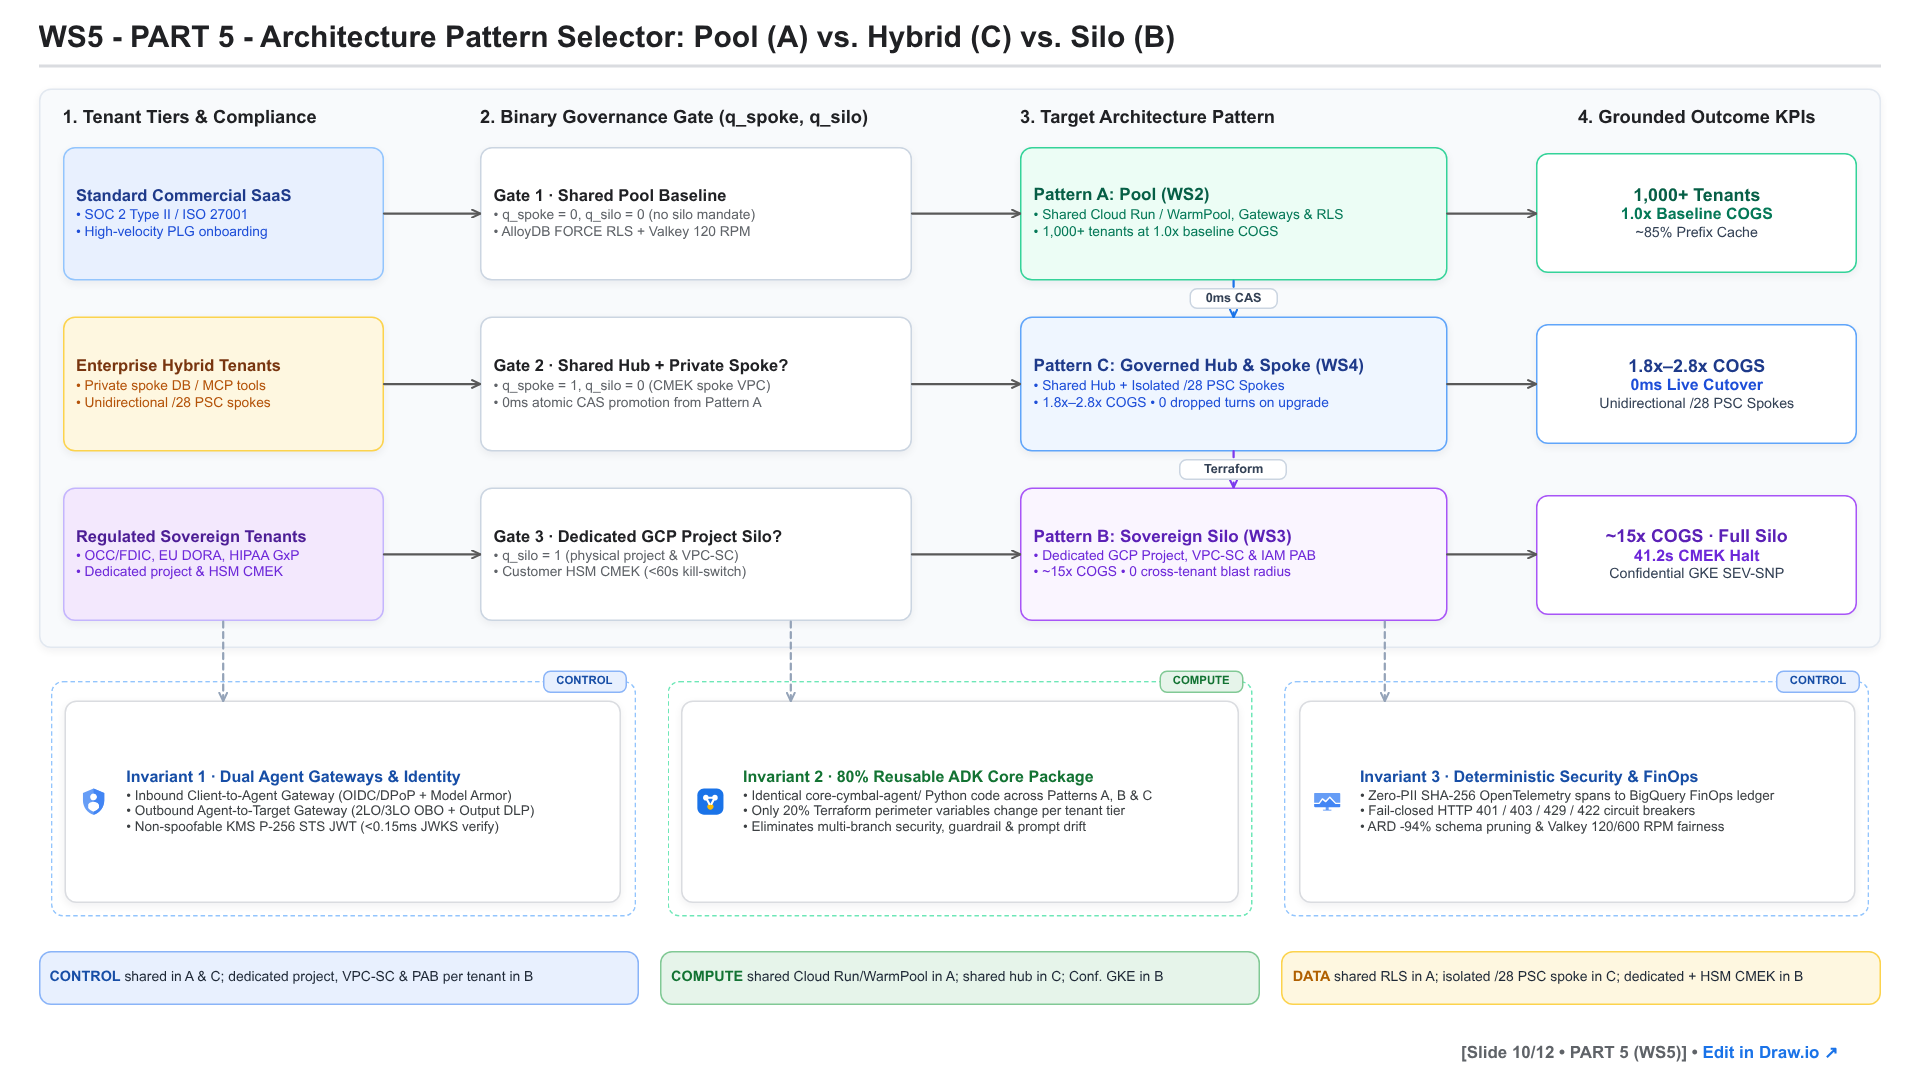 WS5 - PART 5 - Architecture Pattern Selector: Pool (A) vs. Hybrid (C) vs. Silo (B)
1. Tenant Tiers & Compliance
2. Binary Governance Gate (q_spoke, q_silo)
3. Target Architecture Pattern
4. Grounded Outcome KPIs
Standard Commercial SaaS
• SOC 2 Type II / ISO 27001
• High-velocity PLG onboarding
Gate 1 · Shared Pool Baseline
• q_spoke = 0, q_silo = 0 (no silo mandate)
• AlloyDB FORCE RLS + Valkey 120 RPM
Pattern A: Pool (WS2)
• Shared Cloud Run / WarmPool, Gateways & RLS
• 1,000+ tenants at 1.0x baseline COGS
1,000+ Tenants
1.0x Baseline COGS
~85% Prefix Cache
0ms CAS
Enterprise Hybrid Tenants
• Private spoke DB / MCP tools
• Unidirectional /28 PSC spokes
Gate 2 · Shared Hub + Private Spoke?
• q_spoke = 1, q_silo = 0 (CMEK spoke VPC)
• 0ms atomic CAS promotion from Pattern A
Pattern C: Governed Hub & Spoke (WS4)
• Shared Hub + Isolated /28 PSC Spokes
• 1.8x–2.8x COGS • 0 dropped turns on upgrade
1.8x–2.8x COGS
0ms Live Cutover
Unidirectional /28 PSC Spokes
Terraform
Regulated Sovereign Tenants
• OCC/FDIC, EU DORA, HIPAA GxP
• Dedicated project & HSM CMEK
Gate 3 · Dedicated GCP Project Silo?
• q_silo = 1 (physical project & VPC-SC)
• Customer HSM CMEK (<60s kill-switch)
Pattern B: Sovereign Silo (WS3)
• Dedicated GCP Project, VPC-SC & IAM PAB
• ~15x COGS • 0 cross-tenant blast radius
~15x COGS · Full Silo
41.2s CMEK Halt
Confidential GKE SEV-SNP
CONTROL
Invariant 1 · Dual Agent Gateways & Identity
• Inbound Client-to-Agent Gateway (OIDC/DPoP + Model Armor)
• Outbound Agent-to-Target Gateway (2LO/3LO OBO + Output DLP)
• Non-spoofable KMS P-256 STS JWT (<0.15ms JWKS verify)
COMPUTE
Invariant 2 · 80% Reusable ADK Core Package
• Identical core-cymbal-agent/ Python code across Patterns A, B & C
• Only 20% Terraform perimeter variables change per tenant tier
• Eliminates multi-branch security, guardrail & prompt drift
CONTROL
Invariant 3 · Deterministic Security & FinOps
• Zero-PII SHA-256 OpenTelemetry spans to BigQuery FinOps ledger
• Fail-closed HTTP 401 / 403 / 429 / 422 circuit breakers
• ARD -94% schema pruning & Valkey 120/600 RPM fairness
CONTROL shared in A & C; dedicated project, VPC-SC & PAB per tenant in B
COMPUTE shared Cloud Run/WarmPool in A; shared hub in C; Conf. GKE in B
DATA shared RLS in A; isolated /28 PSC spoke in C; dedicated + HSM CMEK in B
[Slide 10/12 • PART 5 (WS5)] • Edit in Draw.io ↗